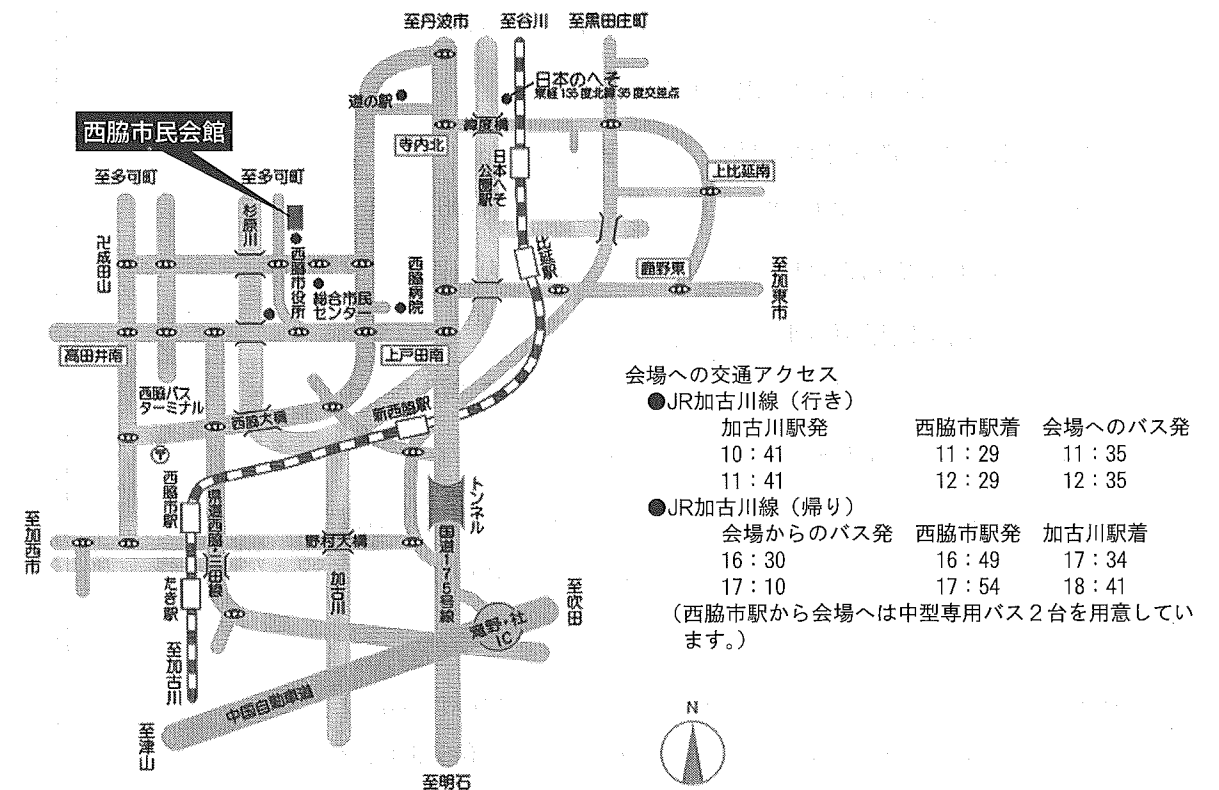 至丹波市
至谷川
至黒田庄町
日本のへそ
東経135度北緯35度交差点
道の駅
西脇市民会館
緯度橋
寺内北
日本へそ
公園駅
上比延南
至多可町
至多可町
杉原川
卍成田山
西脇市役所
総合市民
センター
西脇病院
比延駅
鹿野東
至加東市
高田井南
上戸田南
西脇バス
ターミナル
西脇大橋
新西脇駅
西脇市駅
県道西脇・三田線
トンネル
至加西市
野村大橋
国道175号線
たき駅
加古川
至吹田
滝野・社
IC
至加古川
中国自動車道
至津山
至明石
会場への交通アクセス
●JR加古川線（行き）
加古川駅発 西脇市駅着 会場へのバス発
10：41 11：29 11：35
11：41 12：29 12：35
●JR加古川線（帰り）
会場からのバス発 西脇市駅発 加古川駅着
16：30 16：49 17：34
17：10 17：54 18：41
（西脇市駅から会場へは中型専用バス２台を用意してい
ます。）
N